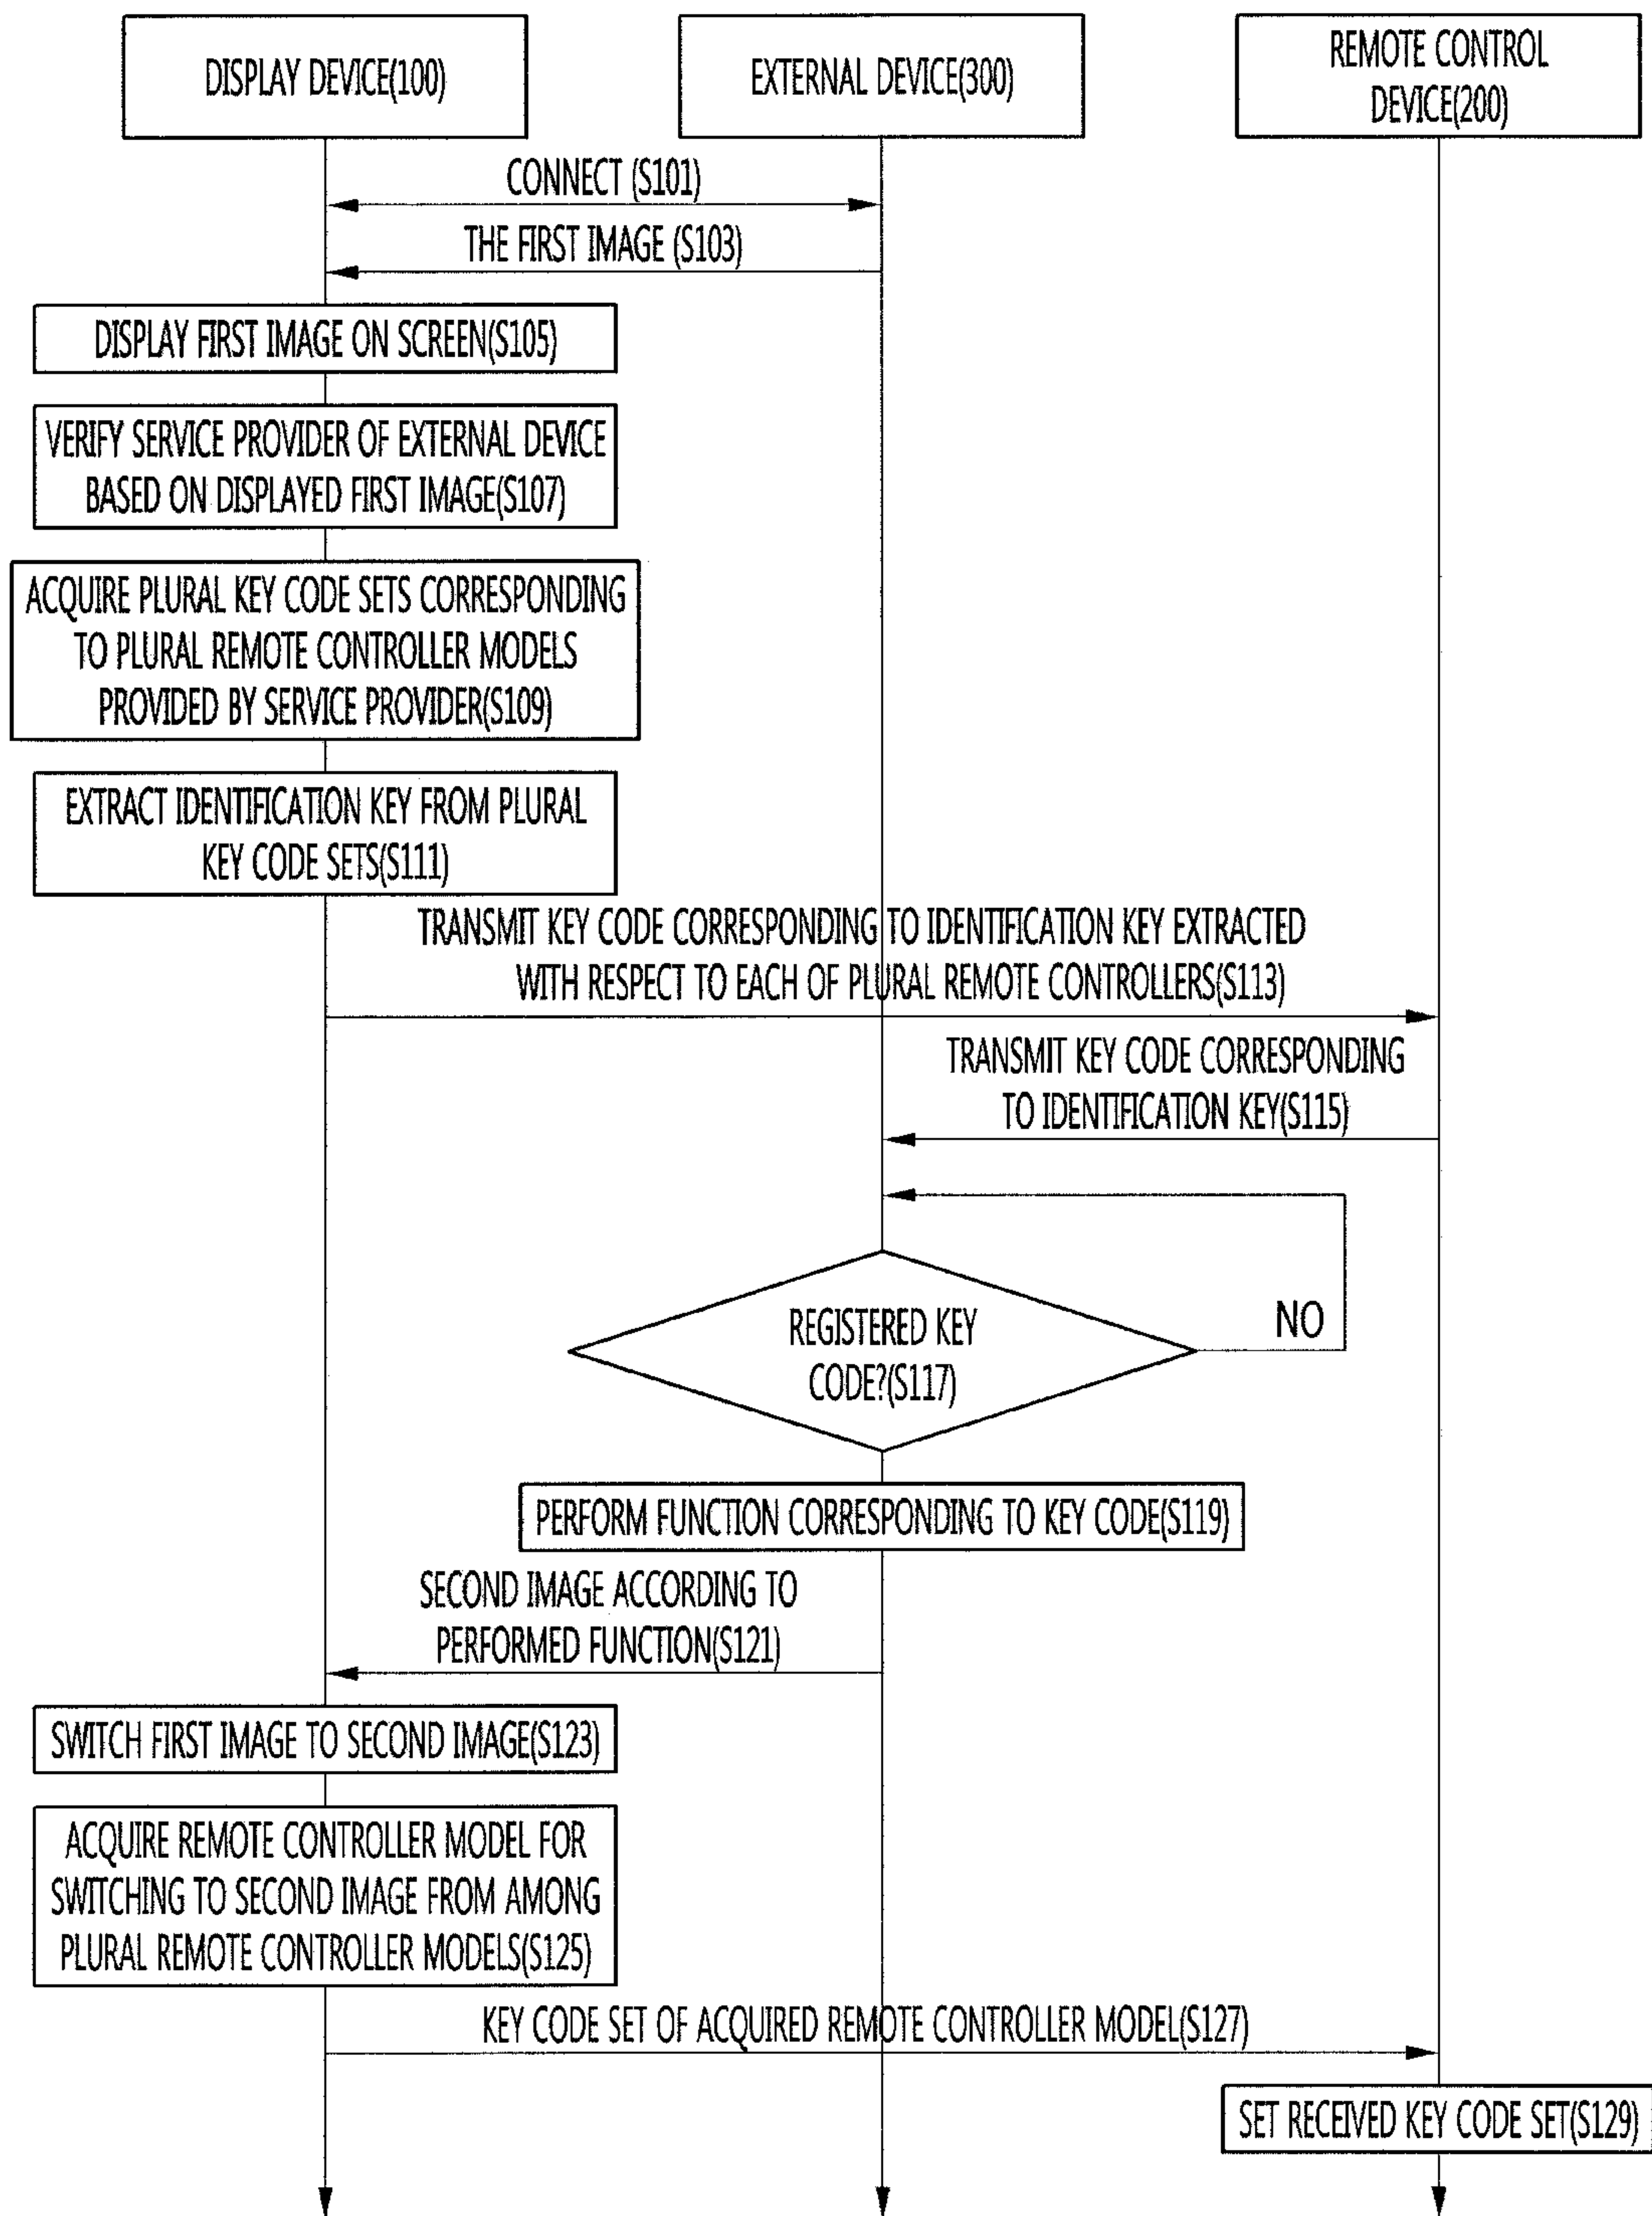 DISPLAY DEVICE(100)
EXTERNAL DEVICE(300)
REMOTE CONTROL
DEVICE(200)
CONNECT (S101)
THE FIRST IMAGE (S103)
DISPLAY FIRST IMAGE ON SCREEN(S105)
VERIFY SERVICE PROVIDER OF EXTERNAL DEVICE
BASED ON DISPLAYED FIRST IMAGE(S107)
ACQUIRE PLURAL KEY CODE SETS CORRESPONDING
TO PLURAL REMOTE CONTROLLER MODELS
PROVIDED BY SERVICE PROVIDER(S109)
EXTRACT IDENTIFICATION KEY FROM PLURAL
KEY CODE SETS(S111)
TRANSMIT KEY CODE CORRESPONDING TO IDENTIFICATION KEY EXTRACTED
WITH RESPECT TO EACH OF PLURAL REMOTE CONTROLLERS(S113)
TRANSMIT KEY CODE CORRESPONDING
TO IDENTIFICATION KEY(S115)
NO
REGISTERED KEY
CODE?(S117)
PERFORM FUNCTION CORRESPONDING TO KEY CODE(S119)
SECOND IMAGE ACCORDING TO
PERFORMED FUNCTION(S121)
SWITCH FIRST IMAGE TO SECOND IMAGE(S123)
ACQUIRE REMOTE CONTROLLER MODEL FOR
SWITCHING TO SECOND IMAGE FROM AMONG
PLURAL REMOTE CONTROLLER MODELS(S125)
KEY CODE SET OF ACQUIRED REMOTE CONTROLLER MODEL(S127)
SET RECEIVED KEY CODE SET(S129)